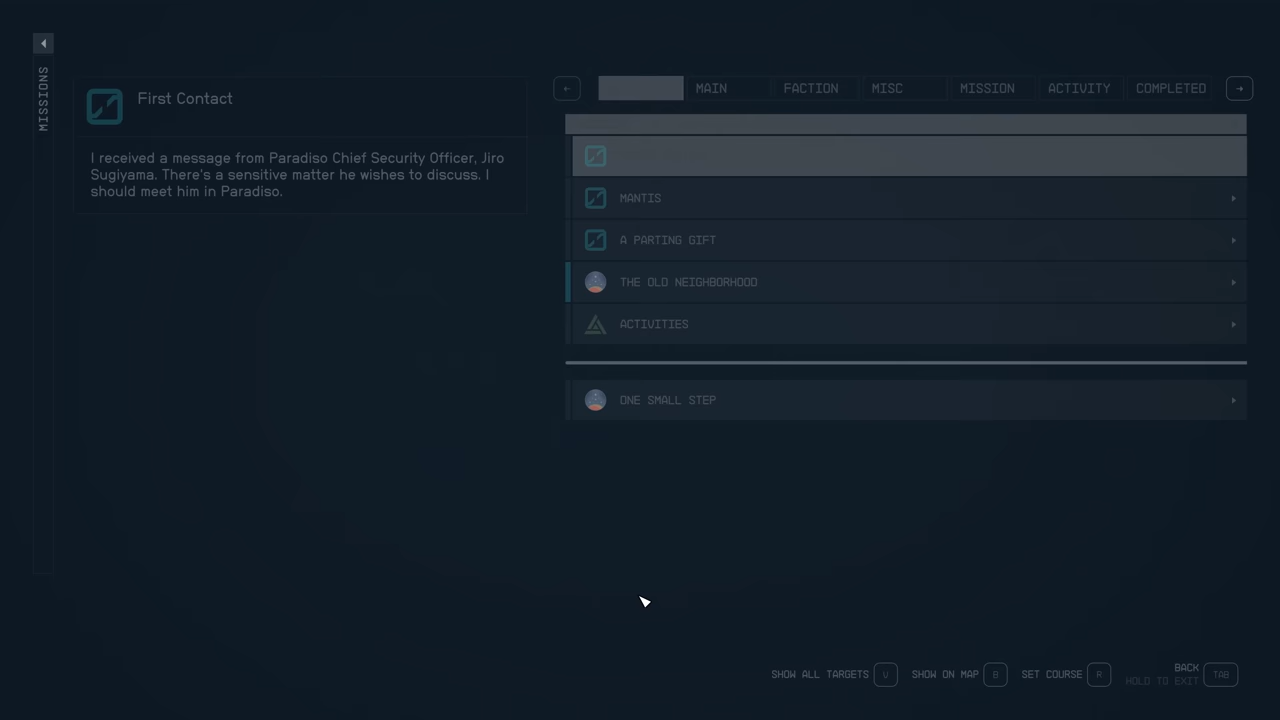 MISSIONS
First Contact
I received a message from Paradiso Chief Security Officer, Jiro
Sugiyama. There's a sensitive matter he wishes to discuss. I
should meet him in Paradiso.
MAIN
FACTION
MISC
MISSION
ACTIVITY
COMPLETED
MANTIS
A PARTING GIFT
THE OLD NEIGHBORHOOD
ACTIVITIES
ONE SMALL STEP
SHOW ALL TARGETS V
SHOW ON MAP B
SET COURSE R
BACK
HOLD TO EXIT
TAB